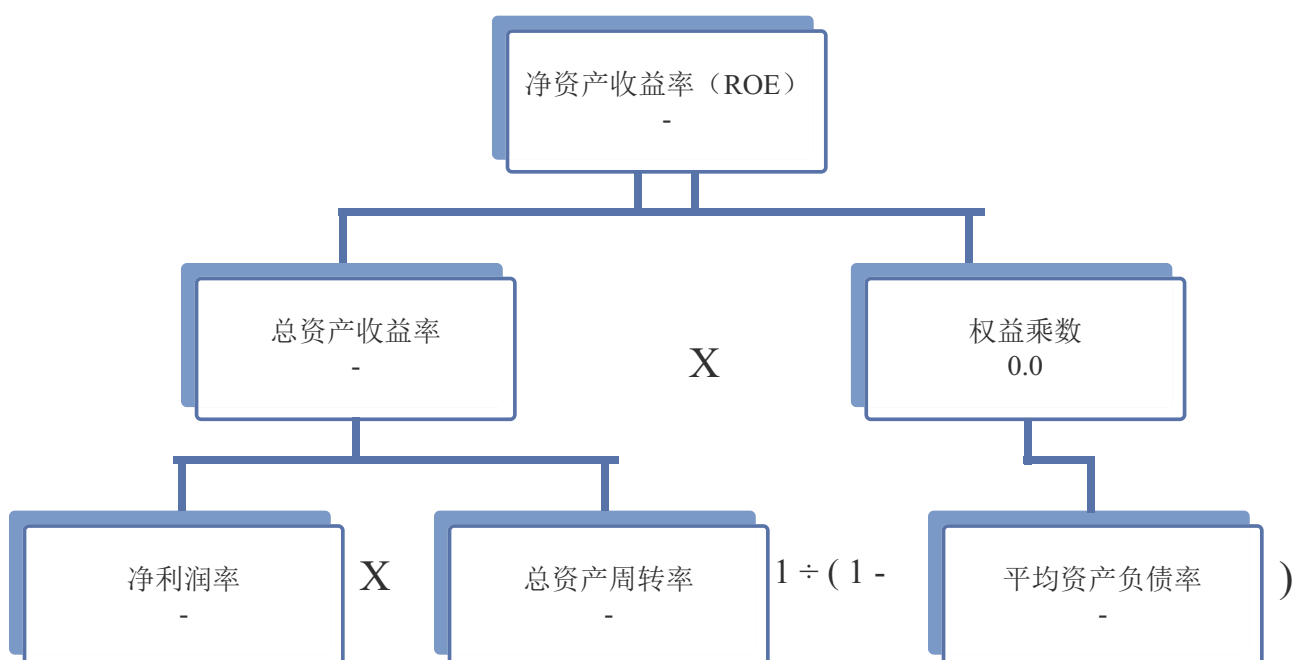 净资产收益率（ROE）
-
总资产收益率
-
X
权益乘数
0.0
净利润率
-
X
总资产周转率
-
1 ÷ ( 1 -
平均资产负债率
-
)